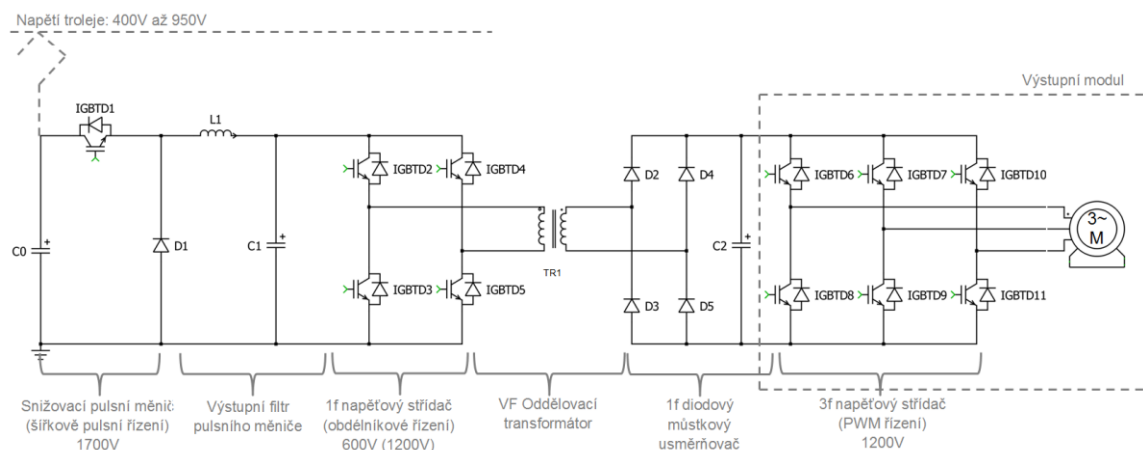 Napětí troleje: 400V až 950V
Výstupní modul
IGBTD1
L1
IGBTD2
IGBTD4
D2
D4
IGBTD6
IGBTD7
IGBTD10
C0
D1
C1
TR1
C2
3~
M
IGBTD3
IGBTD5
D3
D5
IGBTD8
IGBTD9
IGBTD11
Snižovací pulsní měnič
(šířkově pulsní řízení)
1700V
Výstupní filtr
pulsního měniče
1f napěťový střídač
(obdélníkové řízení)
600V (1200V)
VF Oddělovací
transformátor
1f diodový
můstkový
usměrňovač
3f napěťový střídač
(PWM řízení)
1200V